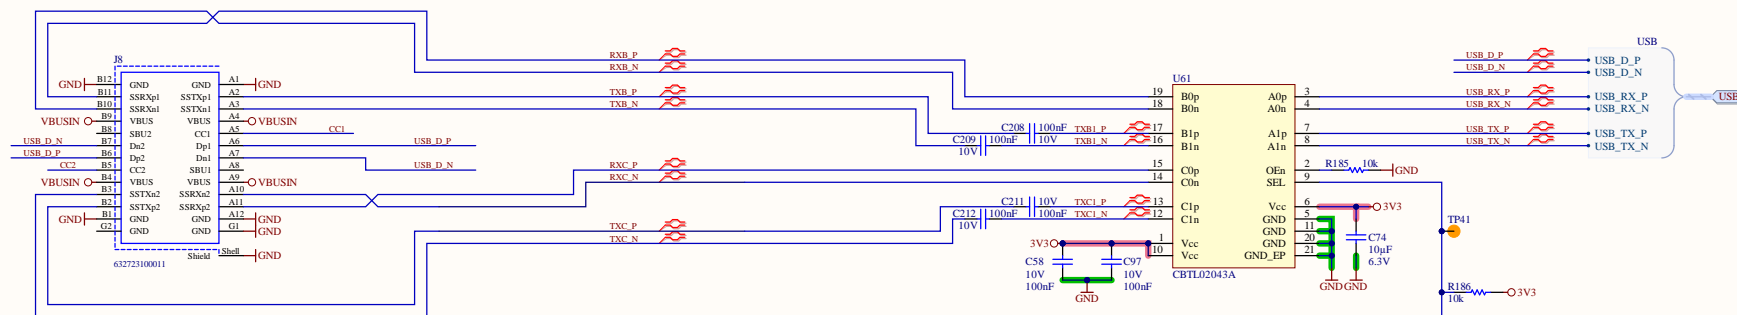 USB
J8
RXB_P
USB_D_P
USB_D_P
RXB_N
USB_D_N
USB_D_N
U61
GND B12 GND GND A1 GND
B11 SSRXp1 SSTXp1 A2 TXB_P 19 B0p A0p 3 USB_RX_P USB_RX_P USB
B10 SSRXn1 SSTXn1 A3 TXB_N 18 B0n A0n 4 USB_RX_N USB_RX_N
VBUSIN B9 VBUS VBUS A4 VBUSIN
B8 SBU2 CC1 A5 CC1 C208 100nF TXB1_P 17 B1p A1p 7 USB_TX_P USB_TX_P
10V
USB_D_N B7 Dn2 Dp1 A6 USB_D_P C209 100nF 100nF TXB1_N 16 B1n A1n 8 USB_TX_N USB_TX_N
10V
USB_D_P B6 Dp2 Dn1 A7
CC2 B5 CC2 SBU1 A8 USB_D_N RXC_P 15 C0p OEn 2 R185 10k GND
VBUSIN B4 VBUS VBUS A9 VBUSIN RXC_N 14 C0n SEL 9
B3 SSTXn2 SSRXn2 A10
B2 SSTXp2 SSRXp2 A11 C211 10V TXC1_P 13 C1p Vcc 6 3V3
GND B1 GND GND A12 GND C212 100nF 100nF TXC1_N 12 C1n GND 5 TP41
10V
G2 GND GND G1 GND TXC_P GND 11
TXC_N 3V3 1 Vcc GND 20 C74
Shield Shell GND 10 Vcc GND_EP 21 10µF
632723100011 C58 C97 CBTL02043A 6.3V
10V 10V
100nF 100nF GND GND R186 3V3
GND 10k